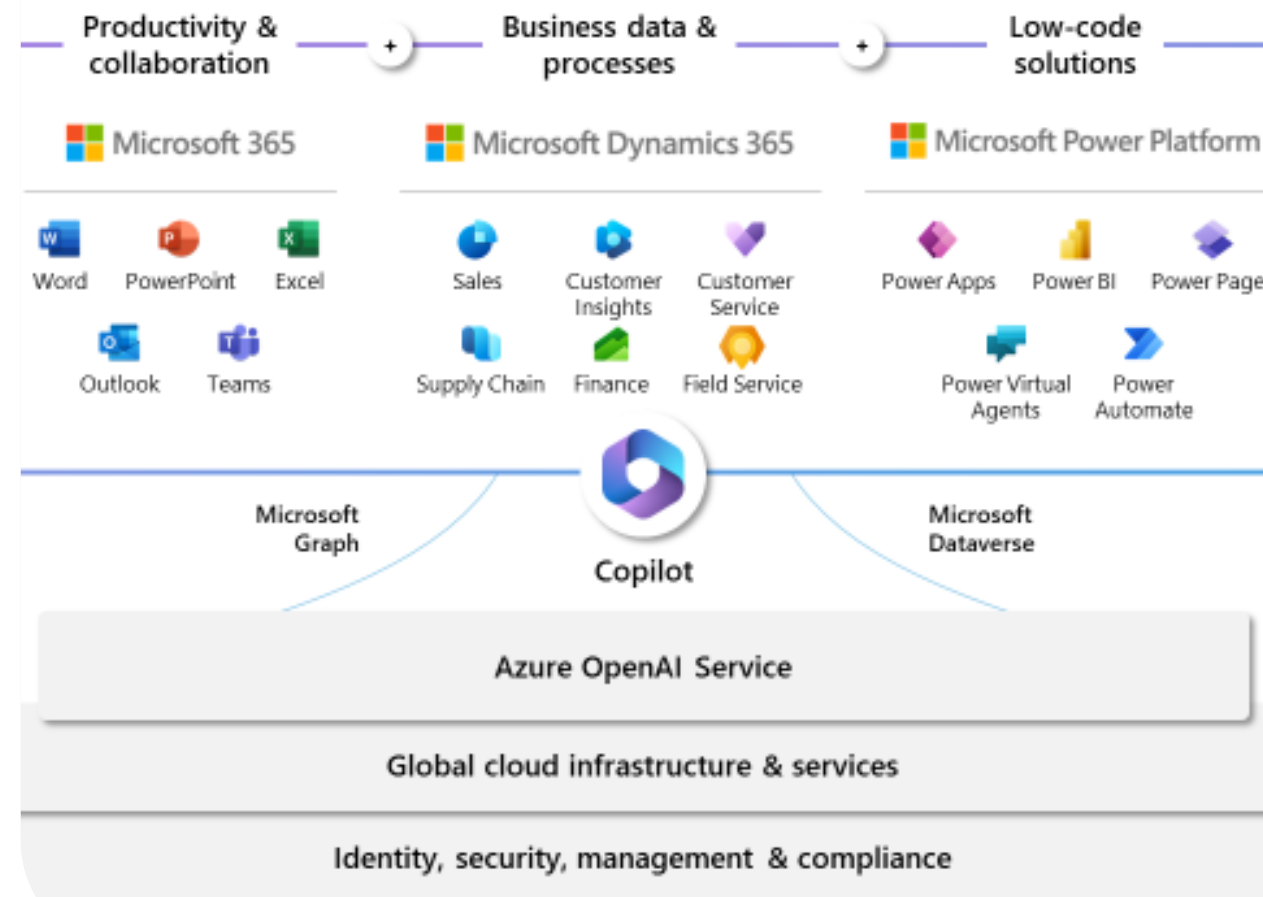 Productivity &
collaboration
+
Business data &
processes
+
Low-code
solutions
Microsoft 365
Microsoft Dynamics 365
Microsoft Power Platform
Word
PowerPoint
Excel
Outlook
Teams
Sales
Customer
Insights
Customer
Service
Supply Chain
Finance
Field Service
Power Apps
Power BI
Power Page
Power Virtual
Agents
Power
Automate
Microsoft
Graph
Copilot
Microsoft
Dataverse
Azure OpenAI Service
Global cloud infrastructure & services
Identity, security, management & compliance